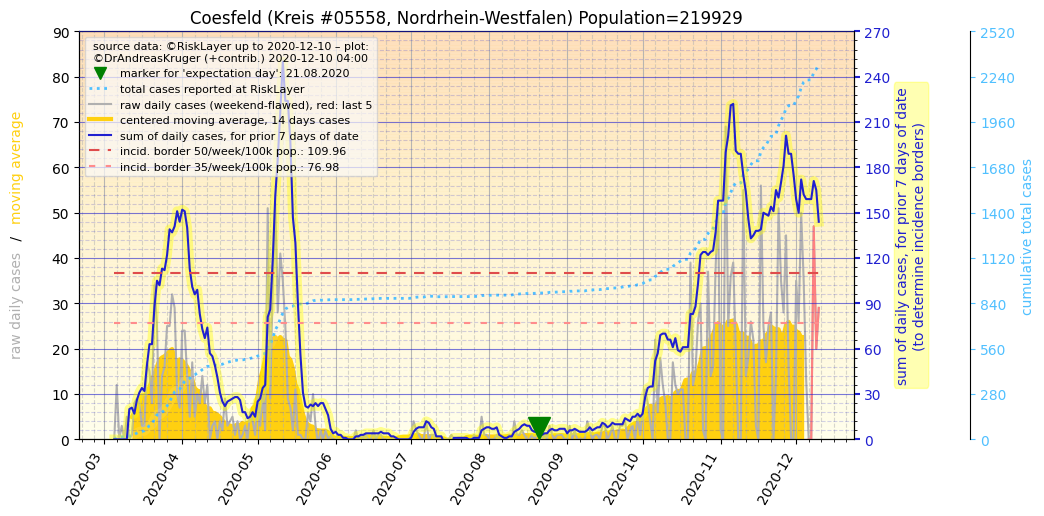 Coesfeld (Kreis #05558, Nordrhein-Westfalen) Population=219929
source data: ©RiskLayer up to 2020-12-10 – plot:
©DrAndreasKruger (+contrib.) 2020-12-10 04:00
marker for 'expectation day': 21.08.2020
total cases reported at RiskLayer
raw daily cases (weekend-flawed), red: last 5
centered moving average, 14 days cases
sum of daily cases, for prior 7 days of date
incid. border 50/week/100k pop.: 109.96
incid. border 35/week/100k pop.: 76.98
raw daily cases / moving average
90
80
70
60
50
40
30
20
10
0
2020-03
2020-04
2020-05
2020-06
2020-07
2020-08
2020-09
2020-10
2020-11
2020-12
270
240
210
180
150
120
90
60
30
0
sum of daily cases, for prior 7 days of date
(to determine incidence borders)
2520
2240
1960
1680
1400
1120
840
560
280
0
cumulative total cases